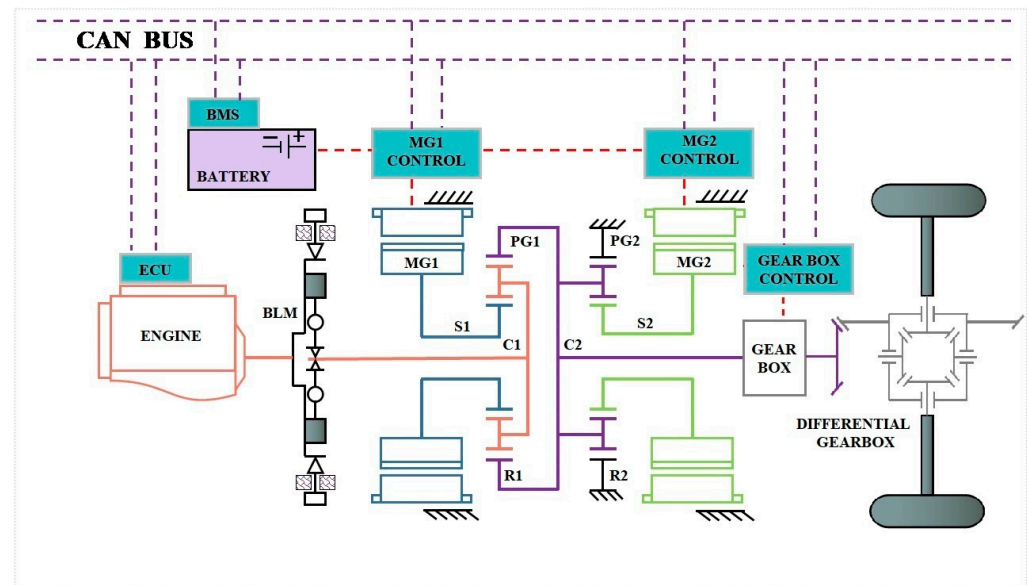 CAN BUS
BMS
BATTERY
MG1
CONTROL
MG2
CONTROL
ECU
ENGINE
BLM
MG1
PG1
PG2
MG2
GEAR BOX
CONTROL
S1
C1
C2
S2
GEAR
BOX
DIFFERENTIAL
GEARBOX
R1
R2